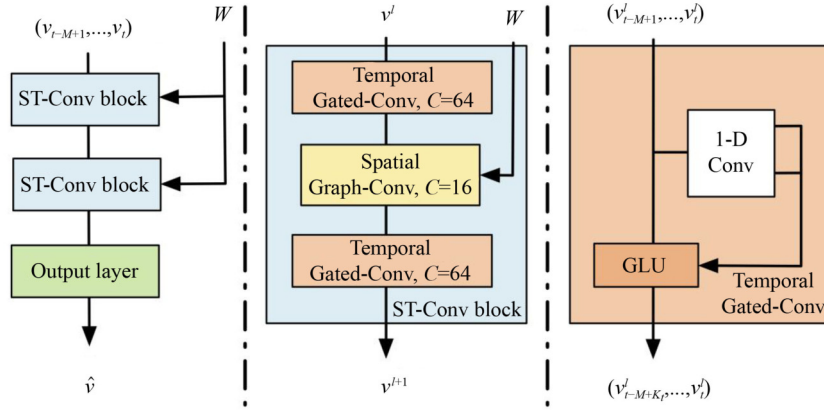 (v_{t−M+1},...,v_t)
W
ST-Conv block
ST-Conv block
Output layer
v̂
v^l
W
Temporal
Gated-Conv, C=64
Spatial
Graph-Conv, C=16
Temporal
Gated-Conv, C=64
ST-Conv block
v^{l+1}
(v^l_{t−M+1},...,v^l_t)
1-D
Conv
GLU
Temporal
Gated-Conv
(v^l_{t−M+K_t},...,v^l_t)